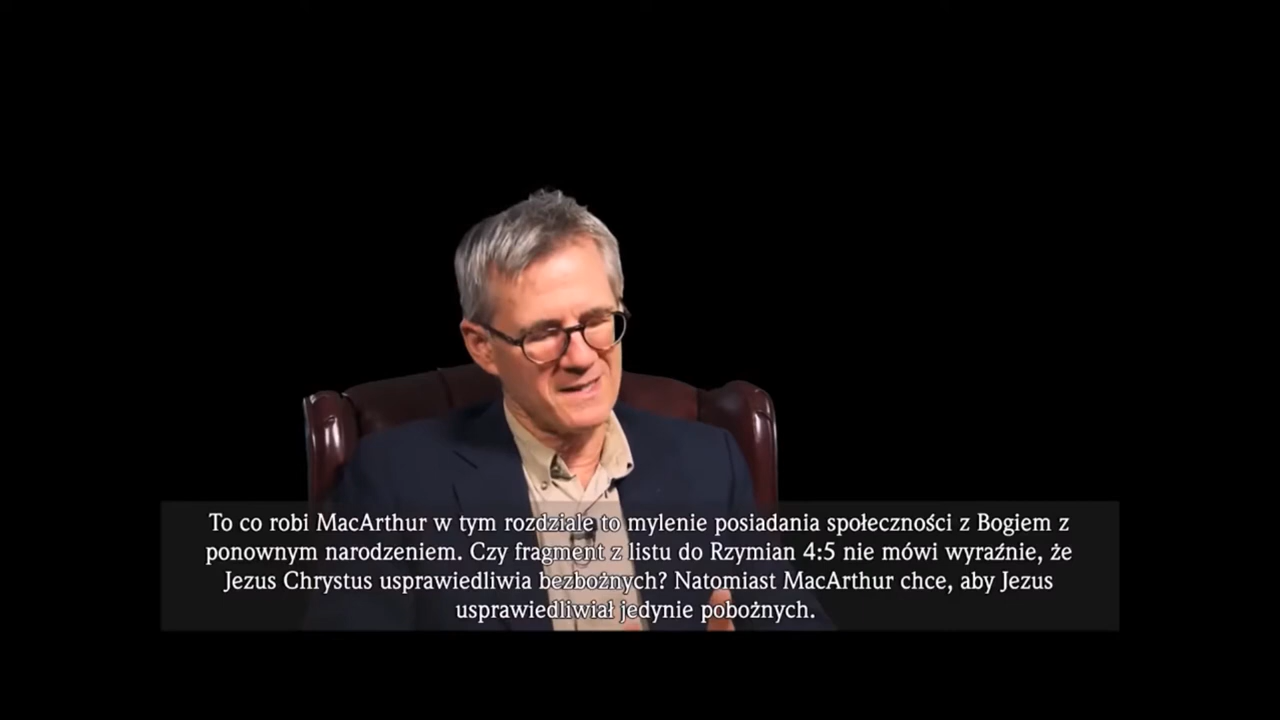 To co robi MacArthur w tym rozdziale to mylenie posiadania społeczności z Bogiem z
ponownym narodzeniem. Czy fragment z listu do Rzymian 4:5 nie mówi wyraźnie, że
Jezus Chrystus usprawiedliwia bezbożnych? Natomiast MacArthur chce, aby Jezus
usprawiedliwiał jedynie pobożnych.